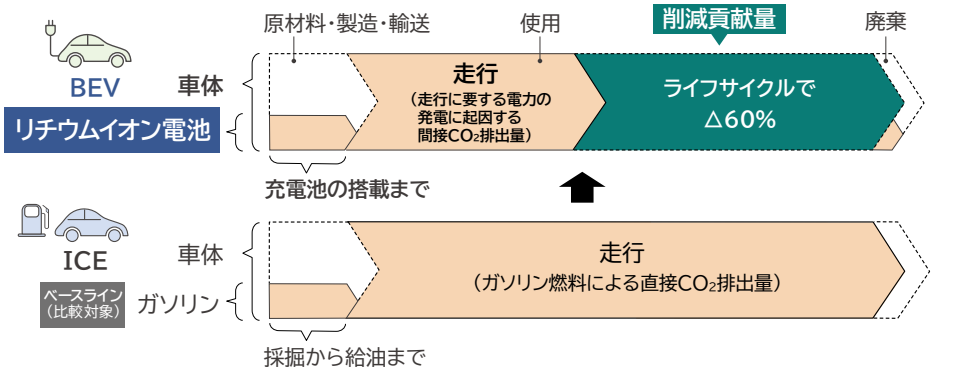 原材料・製造・輸送
使用
削減貢献量
廃棄
BEV
リチウムイオン電池
車体
走行
（走行に要する電力の
発電に起因する
間接CO₂排出量）
ライフサイクルで
△60%
充電池の搭載まで
ICE
ベースライン
（比較対象）
車体
ガソリン
走行
（ガソリン燃料による直接CO₂排出量）
採掘から給油まで